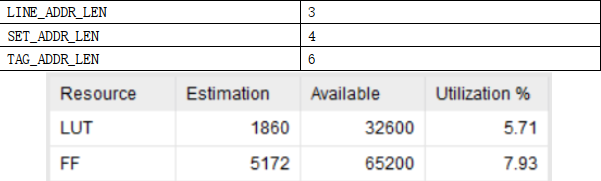 LINE_ADDR_LEN 3
SET_ADDR_LEN 4
TAG_ADDR_LEN 6
Resource Estimation Available Utilization %
LUT 1860 32600 5.71
FF 5172 65200 7.93